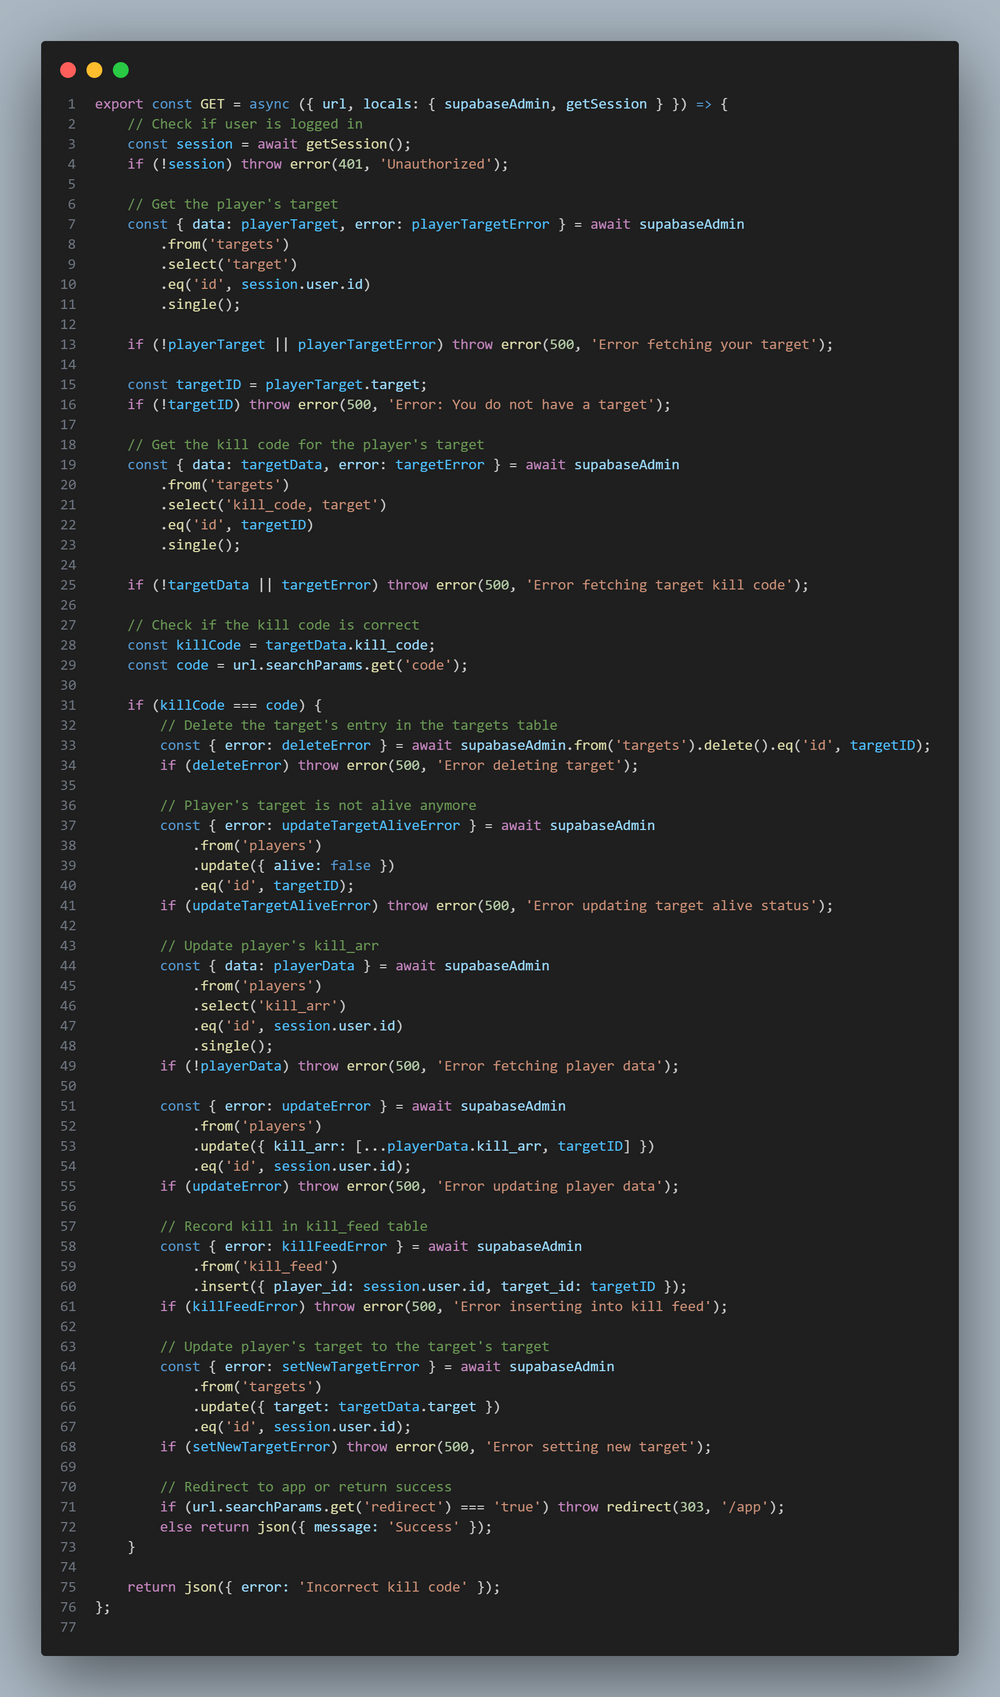 1 export const GET = async ({ url, locals: { supabaseAdmin, getSession } }) => {
2     // Check if user is logged in
3     const session = await getSession();
4     if (!session) throw error(401, 'Unauthorized');
5
6     // Get the player's target
7     const { data: playerTarget, error: playerTargetError } = await supabaseAdmin
8         .from('targets')
9         .select('target')
10         .eq('id', session.user.id)
11         .single();
12
13     if (!playerTarget || playerTargetError) throw error(500, 'Error fetching your target');
14
15     const targetID = playerTarget.target;
16     if (!targetID) throw error(500, 'Error: You do not have a target');
17
18     // Get the kill code for the player's target
19     const { data: targetData, error: targetError } = await supabaseAdmin
20         .from('targets')
21         .select('kill_code, target')
22         .eq('id', targetID)
23         .single();
24
25     if (!targetData || targetError) throw error(500, 'Error fetching target kill code');
26
27     // Check if the kill code is correct
28     const killCode = targetData.kill_code;
29     const code = url.searchParams.get('code');
30
31     if (killCode === code) {
32         // Delete the target's entry in the targets table
33         const { error: deleteError } = await supabaseAdmin.from('targets').delete().eq('id', targetID);
34         if (deleteError) throw error(500, 'Error deleting target');
35
36         // Player's target is not alive anymore
37         const { error: updateTargetAliveError } = await supabaseAdmin
38             .from('players')
39             .update({ alive: false })
40             .eq('id', targetID);
41         if (updateTargetAliveError) throw error(500, 'Error updating target alive status');
42
43         // Update player's kill_arr
44         const { data: playerData } = await supabaseAdmin
45             .from('players')
46             .select('kill_arr')
47             .eq('id', session.user.id)
48             .single();
49         if (!playerData) throw error(500, 'Error fetching player data');
50
51         const { error: updateError } = await supabaseAdmin
52             .from('players')
53             .update({ kill_arr: [...playerData.kill_arr, targetID] })
54             .eq('id', session.user.id);
55         if (updateError) throw error(500, 'Error updating player data');
56
57         // Record kill in kill_feed table
58         const { error: killFeedError } = await supabaseAdmin
59             .from('kill_feed')
60             .insert({ player_id: session.user.id, target_id: targetID });
61         if (killFeedError) throw error(500, 'Error inserting into kill feed');
62
63         // Update player's target to the target's target
64         const { error: setNewTargetError } = await supabaseAdmin
65             .from('targets')
66             .update({ target: targetData.target })
67             .eq('id', session.user.id);
68         if (setNewTargetError) throw error(500, 'Error setting new target');
69
70         // Redirect to app or return success
71         if (url.searchParams.get('redirect') === 'true') throw redirect(303, '/app');
72         else return json({ message: 'Success' });
73     }
74
75     return json({ error: 'Incorrect kill code' });
76 };
77